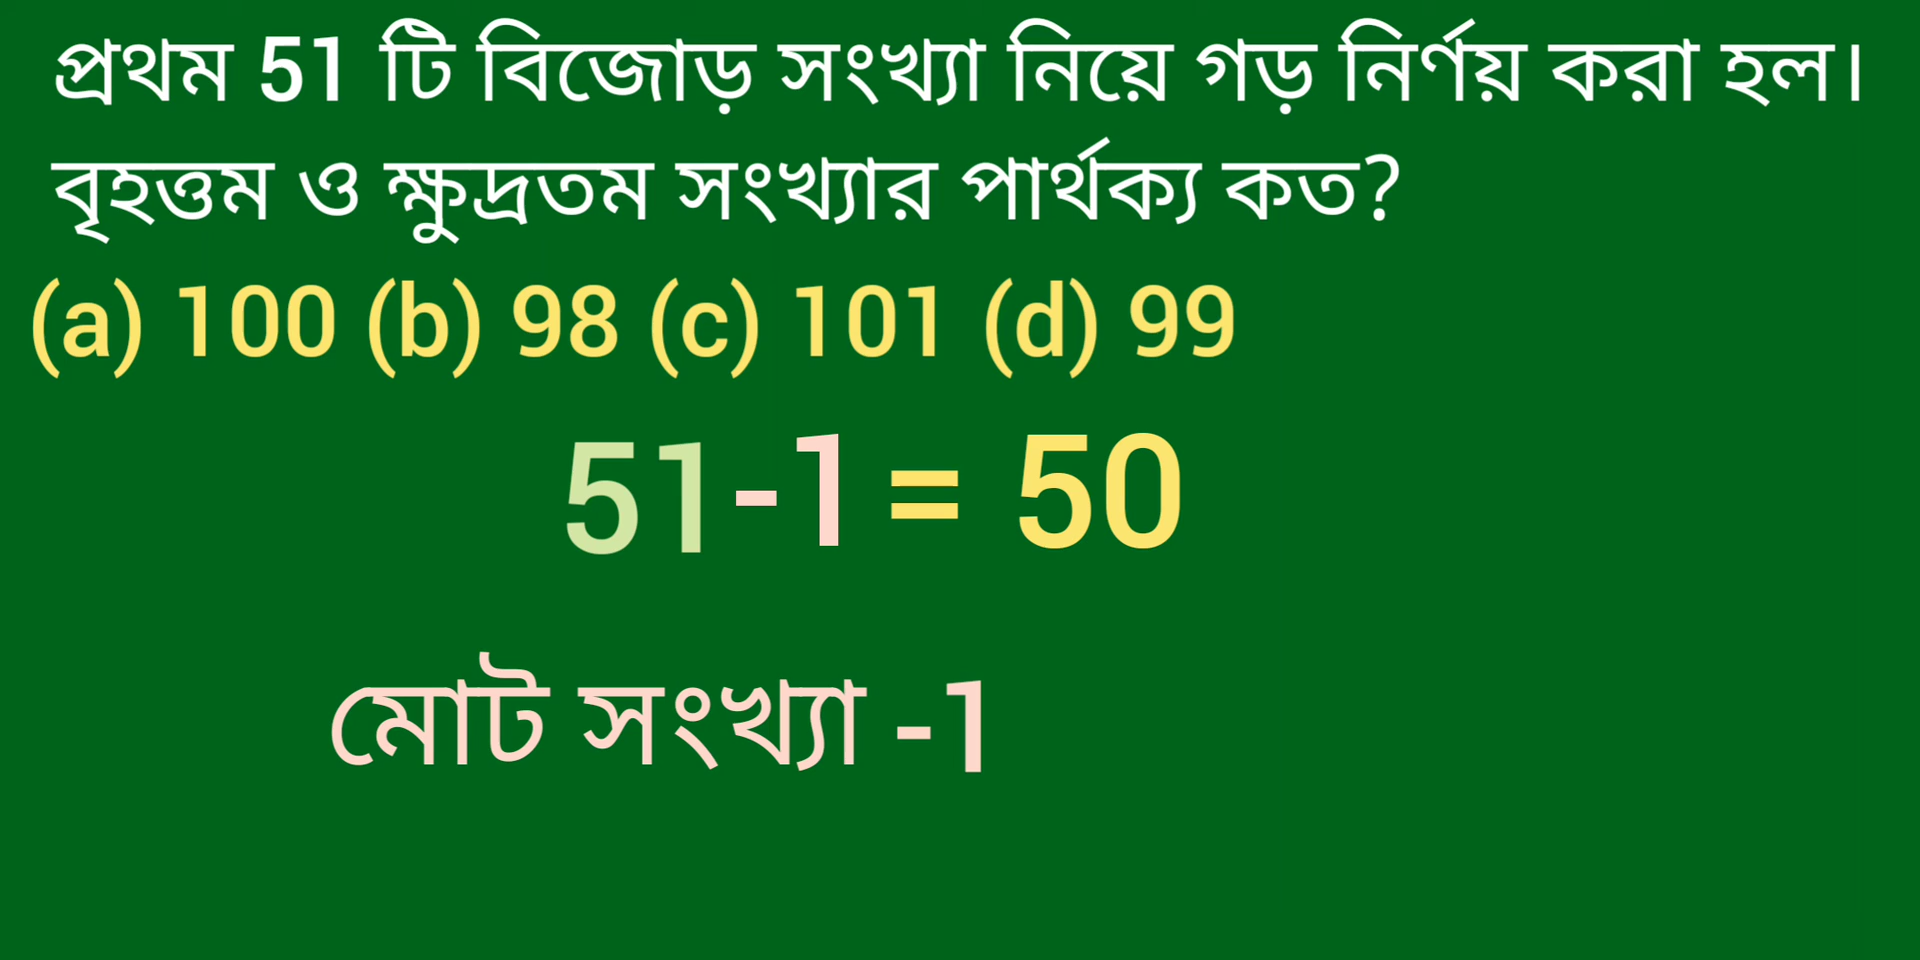 প্রথম 51 টি বিজোড় সংখ্যা নিয়ে গড় নির্ণয় করা হল।
বৃহত্তম ও ক্ষুদ্রতম সংখ্যার পার্থক্য কত?
(a) 100 (b) 98 (c) 101 (d) 99
51-1 = 50
মোট সংখ্যা -1